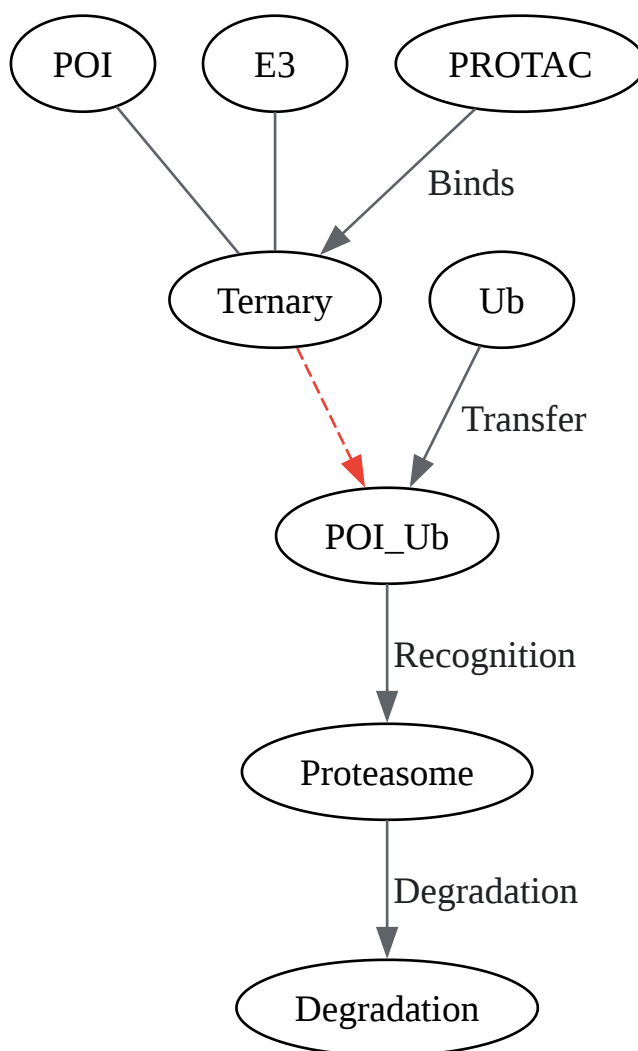 POI
E3
PROTAC
Binds
Ternary
Ub
Transfer
POI_Ub
Recognition
Proteasome
Degradation
Degradation